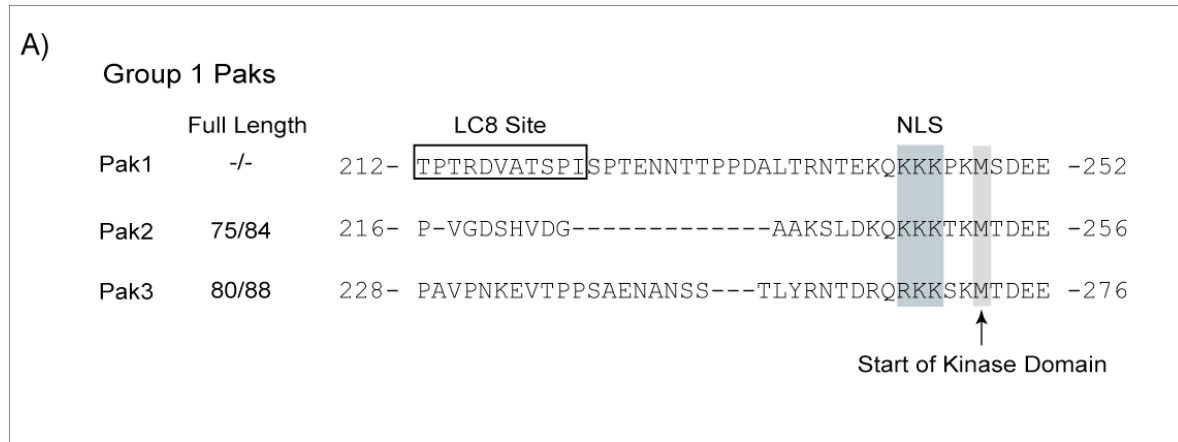 A)
Group 1 Paks
Full Length LC8 Site NLS
Pak1 -/- 212- TPTRDVATSPISPTENNTTPPDALTRNTEKQKKKPKMSDEE -252
Pak2 75/84 216- P-VGDSHVDG-------------AAKSLDKQKKKTKMTDEE -256
Pak3 80/88 228- PAVPNKEVTPPSAENANSS---TLYRNTDRQRKKSKMTDEE -276
Start of Kinase Domain